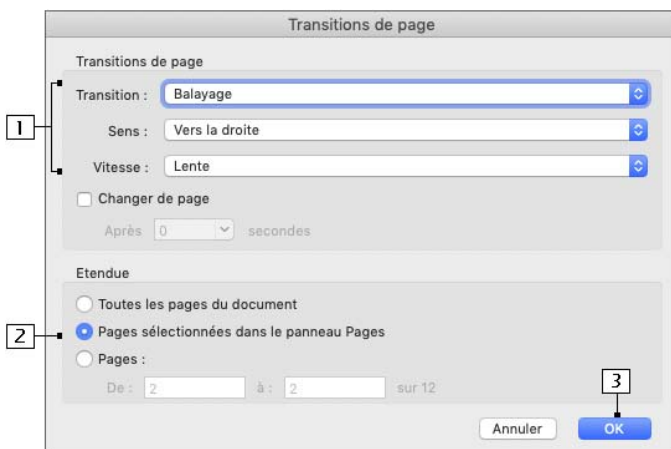 Transitions de page
Transitions de page
Transition : Balayage
1
Sens : Vers la droite
Vitesse : Lente
Changer de page
Après 0 secondes
Etendue
Toutes les pages du document
2 Pages sélectionnées dans le panneau Pages
Pages :
De : 2 à : 2 sur 12
3
Annuler OK